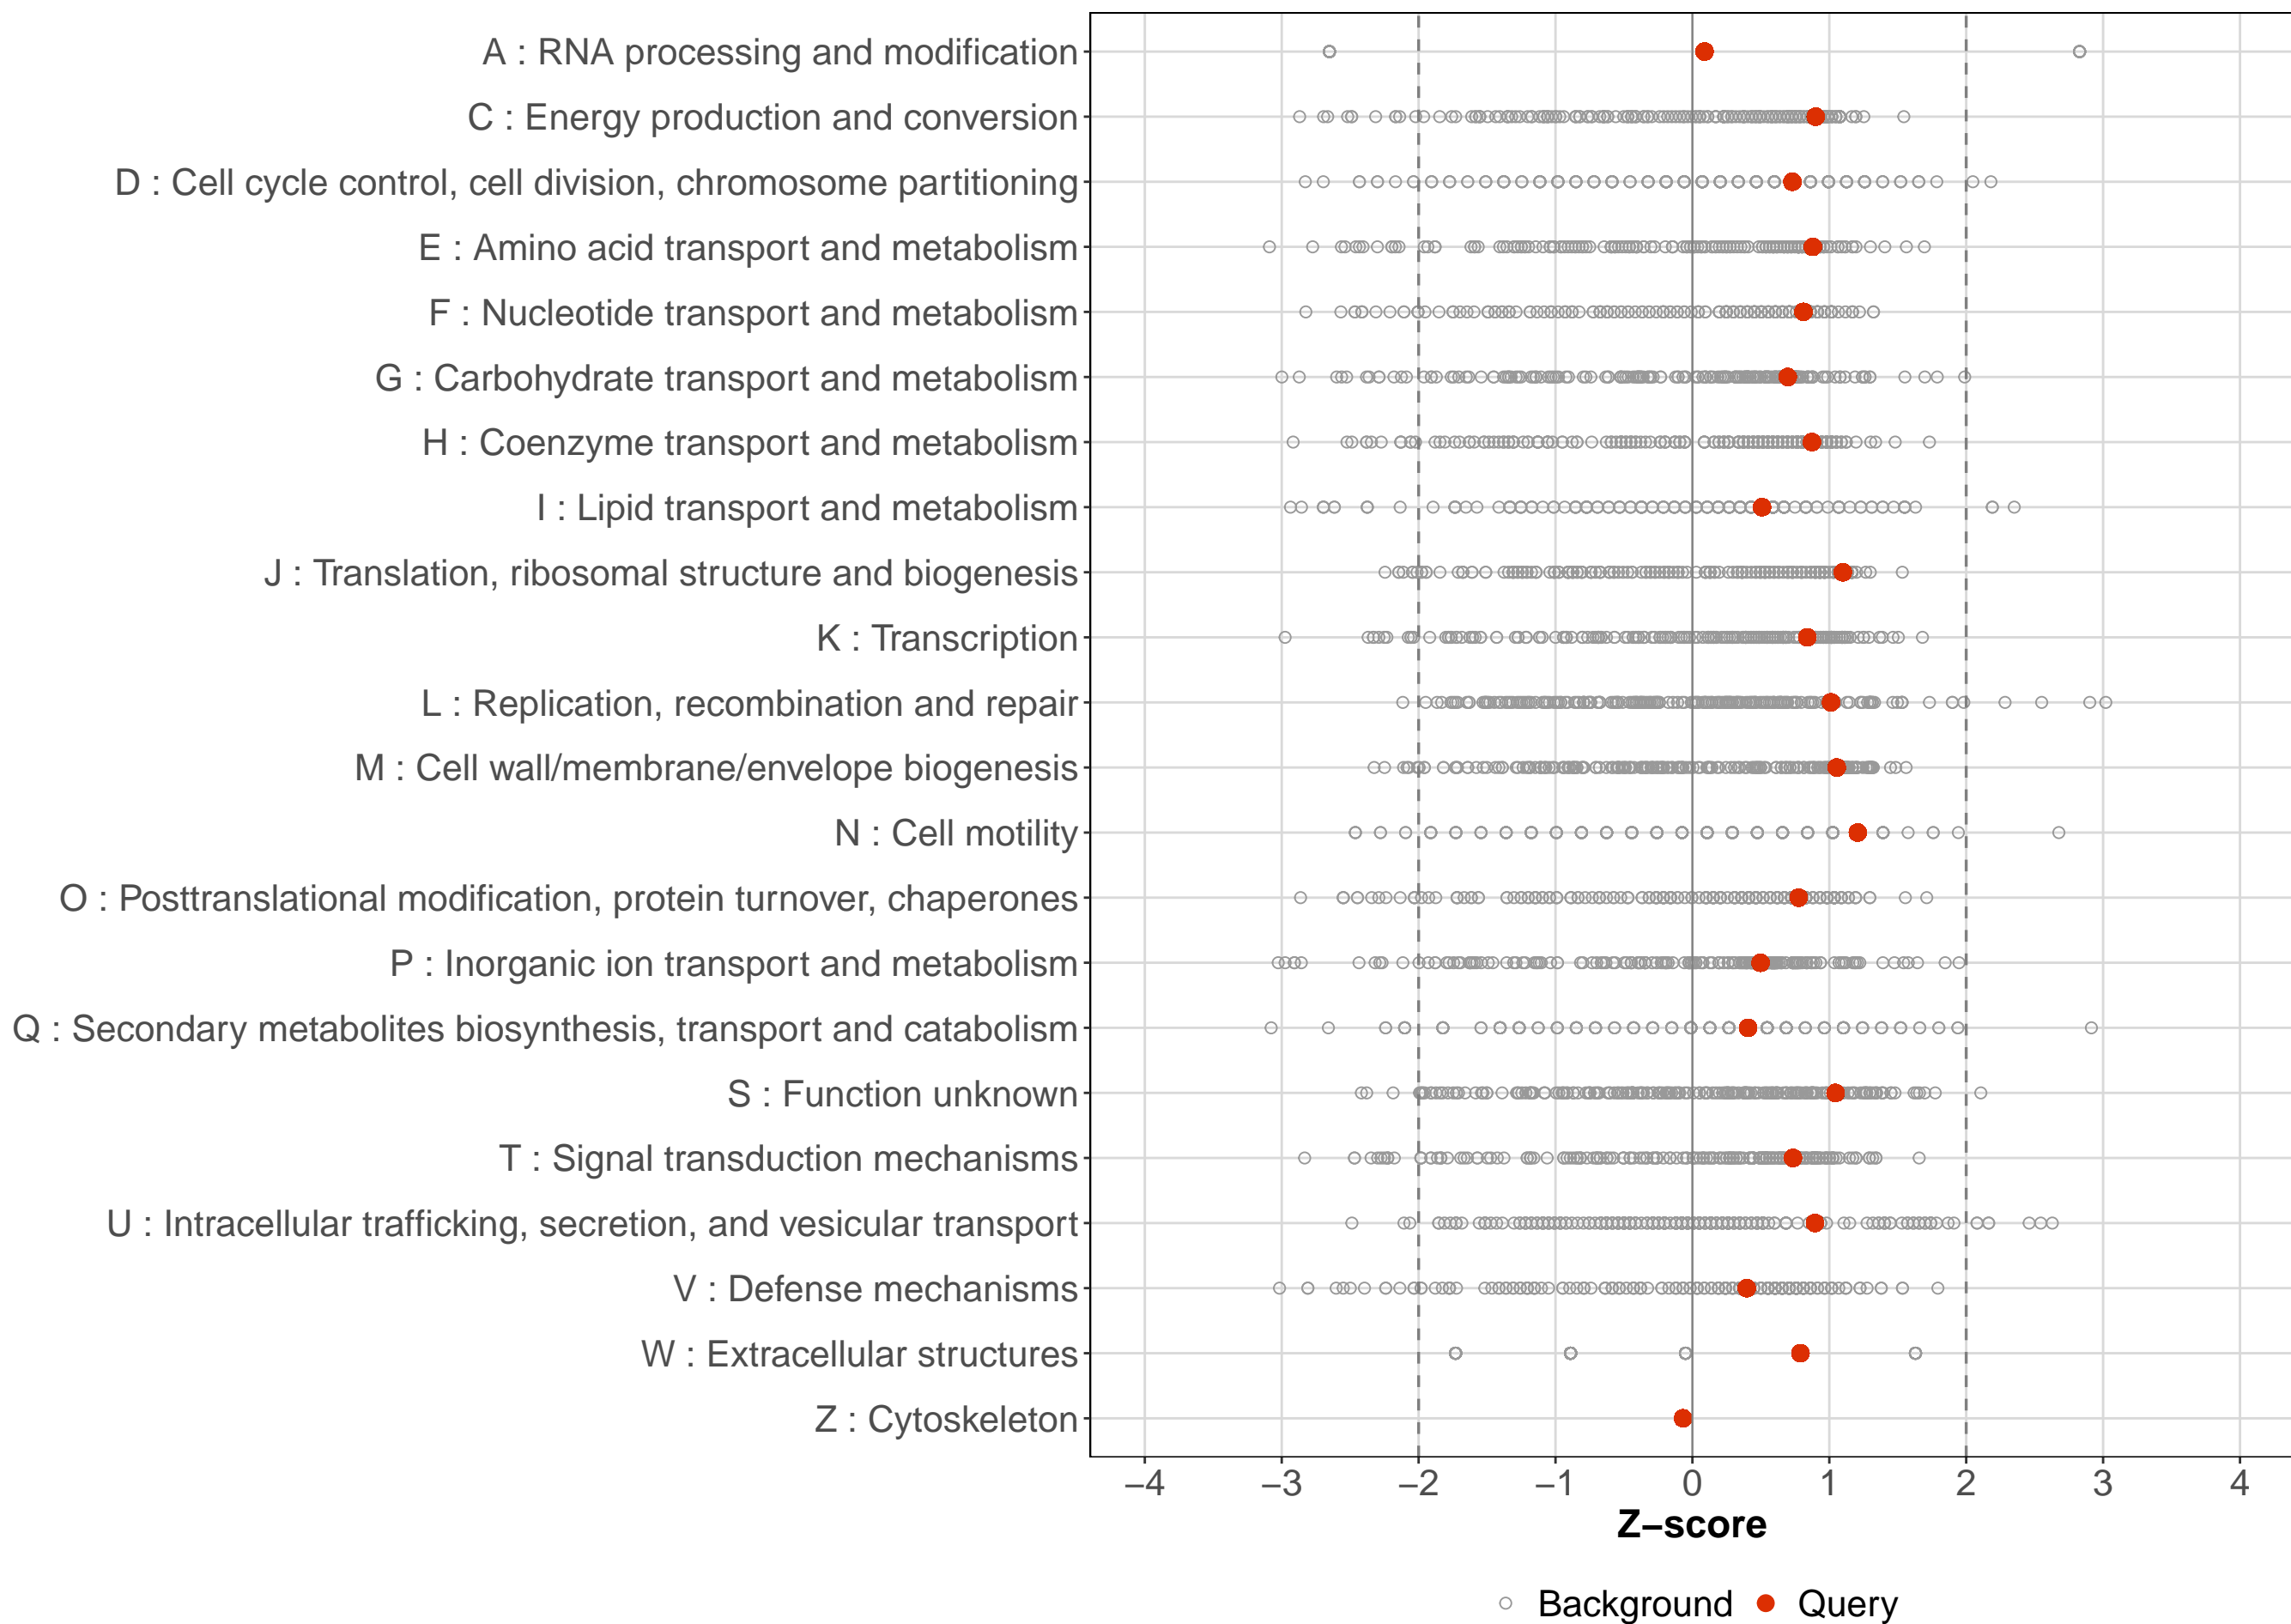 A : RNA processing and modification
C : Energy production and conversion
D : Cell cycle control, cell division, chromosome partitioning
E : Amino acid transport and metabolism
F : Nucleotide transport and metabolism
G : Carbohydrate transport and metabolism
H : Coenzyme transport and metabolism
I : Lipid transport and metabolism
J : Translation, ribosomal structure and biogenesis
K : Transcription
L : Replication, recombination and repair
M : Cell wall/membrane/envelope biogenesis
N : Cell motility
O : Posttranslational modification, protein turnover, chaperones
P : Inorganic ion transport and metabolism
Q : Secondary metabolites biosynthesis, transport and catabolism
S : Function unknown
T : Signal transduction mechanisms
U : Intracellular trafficking, secretion, and vesicular transport
V : Defense mechanisms
W : Extracellular structures
Z : Cytoskeleton
−4 −3 −2 −1 0 1 2 3 4
Z−score
Background Query